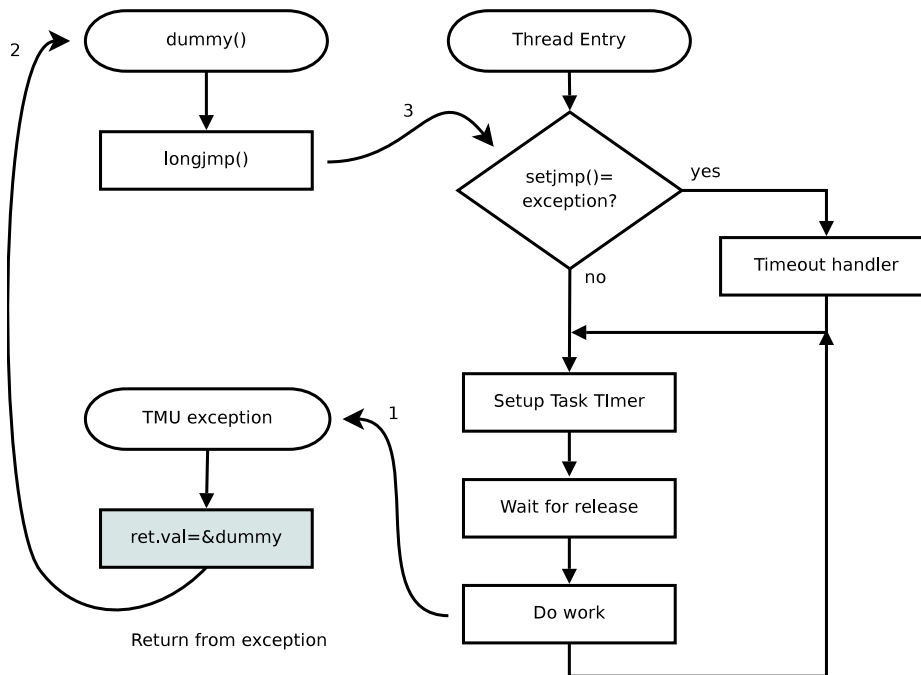 2
dummy()
Thread Entry
3
longjmp()
setjmp()=
exception?
yes
Timeout handler
no
Setup Task TImer
TMU exception
1
Wait for release
ret.val=&dummy
Do work
Return from exception